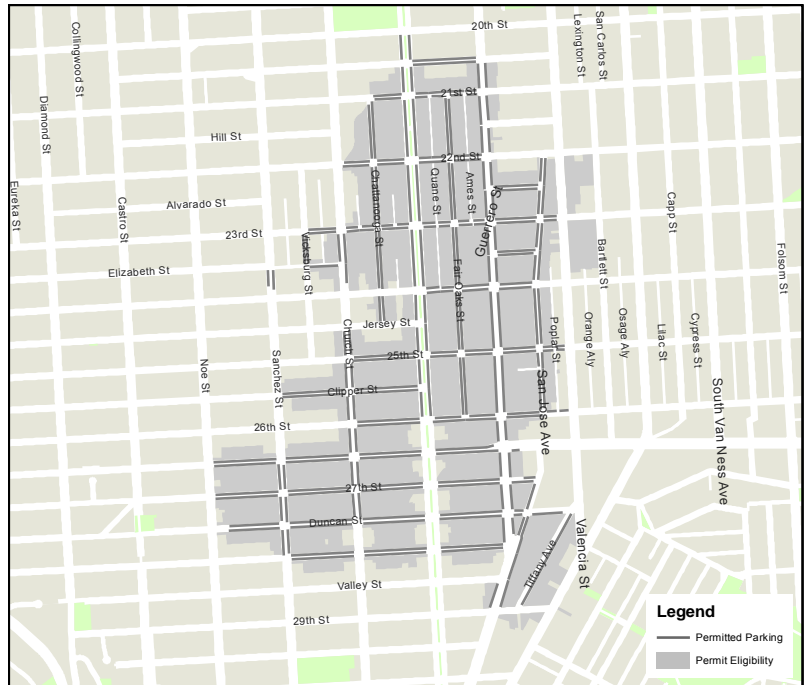 20th St
Collingwood St
Lexington St
San Carlos St
21st St
Diamond St
Hill St
22nd St
Eureka St
Castro St
Alvarado St
Chattanooga St
Quane St
Ames St
Guerrero St
Capp St
23rd St
Vicksburg St
Elizabeth St
Fair Oaks St
Bartlett St
Folsom St
Jersey St
Church St
Poplar St
Orange Aly
Osage Aly
Lilac St
Cypress St
25th St
Noe St
Sanchez St
Clipper St
San Jose Ave
South Van Ness Ave
26th St
27th St
Duncan St
Tiffany Ave
Valencia St
Valley St
29th St
Legend
Permitted Parking
Permit Eligibility